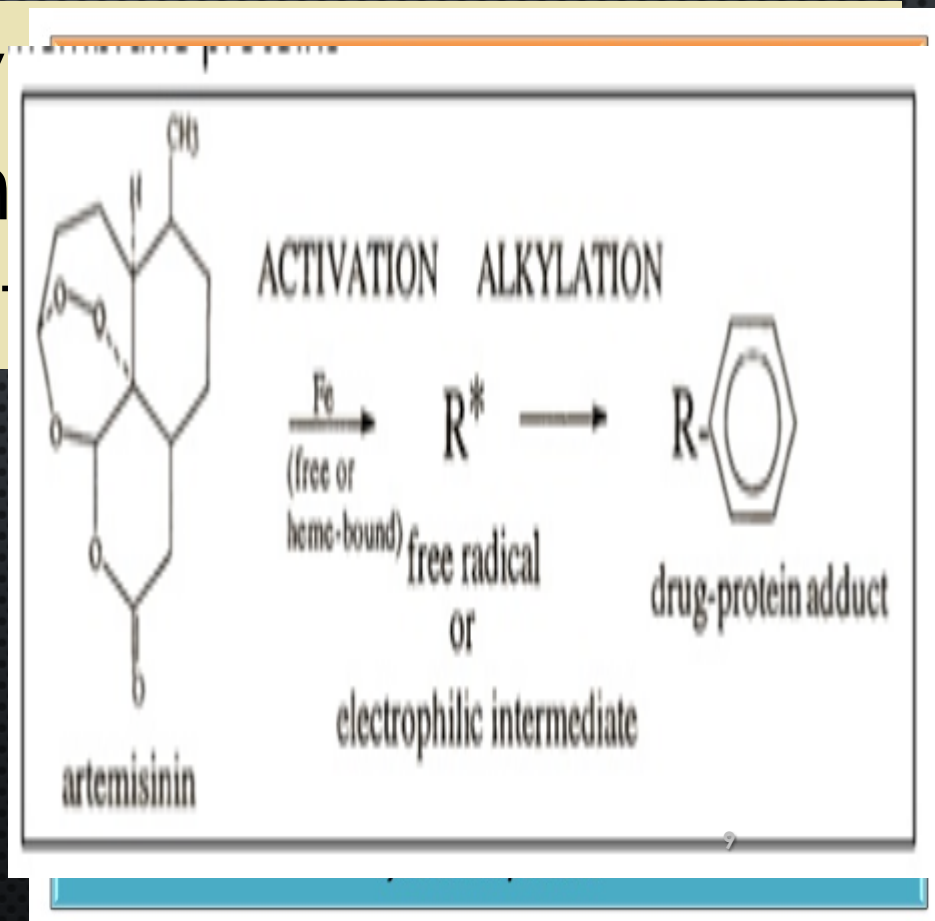 CH3
H
ACTIVATION ALKYLATION
O
O
Fe
R* R-
O
(free or
heme-bound)
free radical
O
drug-protein adduct
or
electrophilic intermediate
O
artemisinin
9